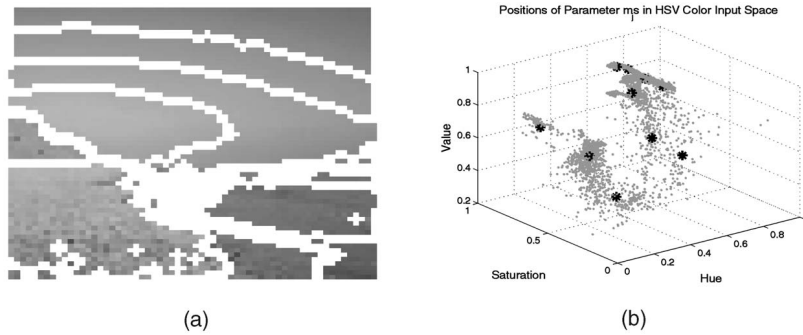 Positions of Parameter ms in HSV Color Input Space
j
Value
1
0.8
0.6
0.4
0.2
1
0.5
0
Saturation
0
0.2
0.4
0.6
0.8
Hue
(a)
(b)